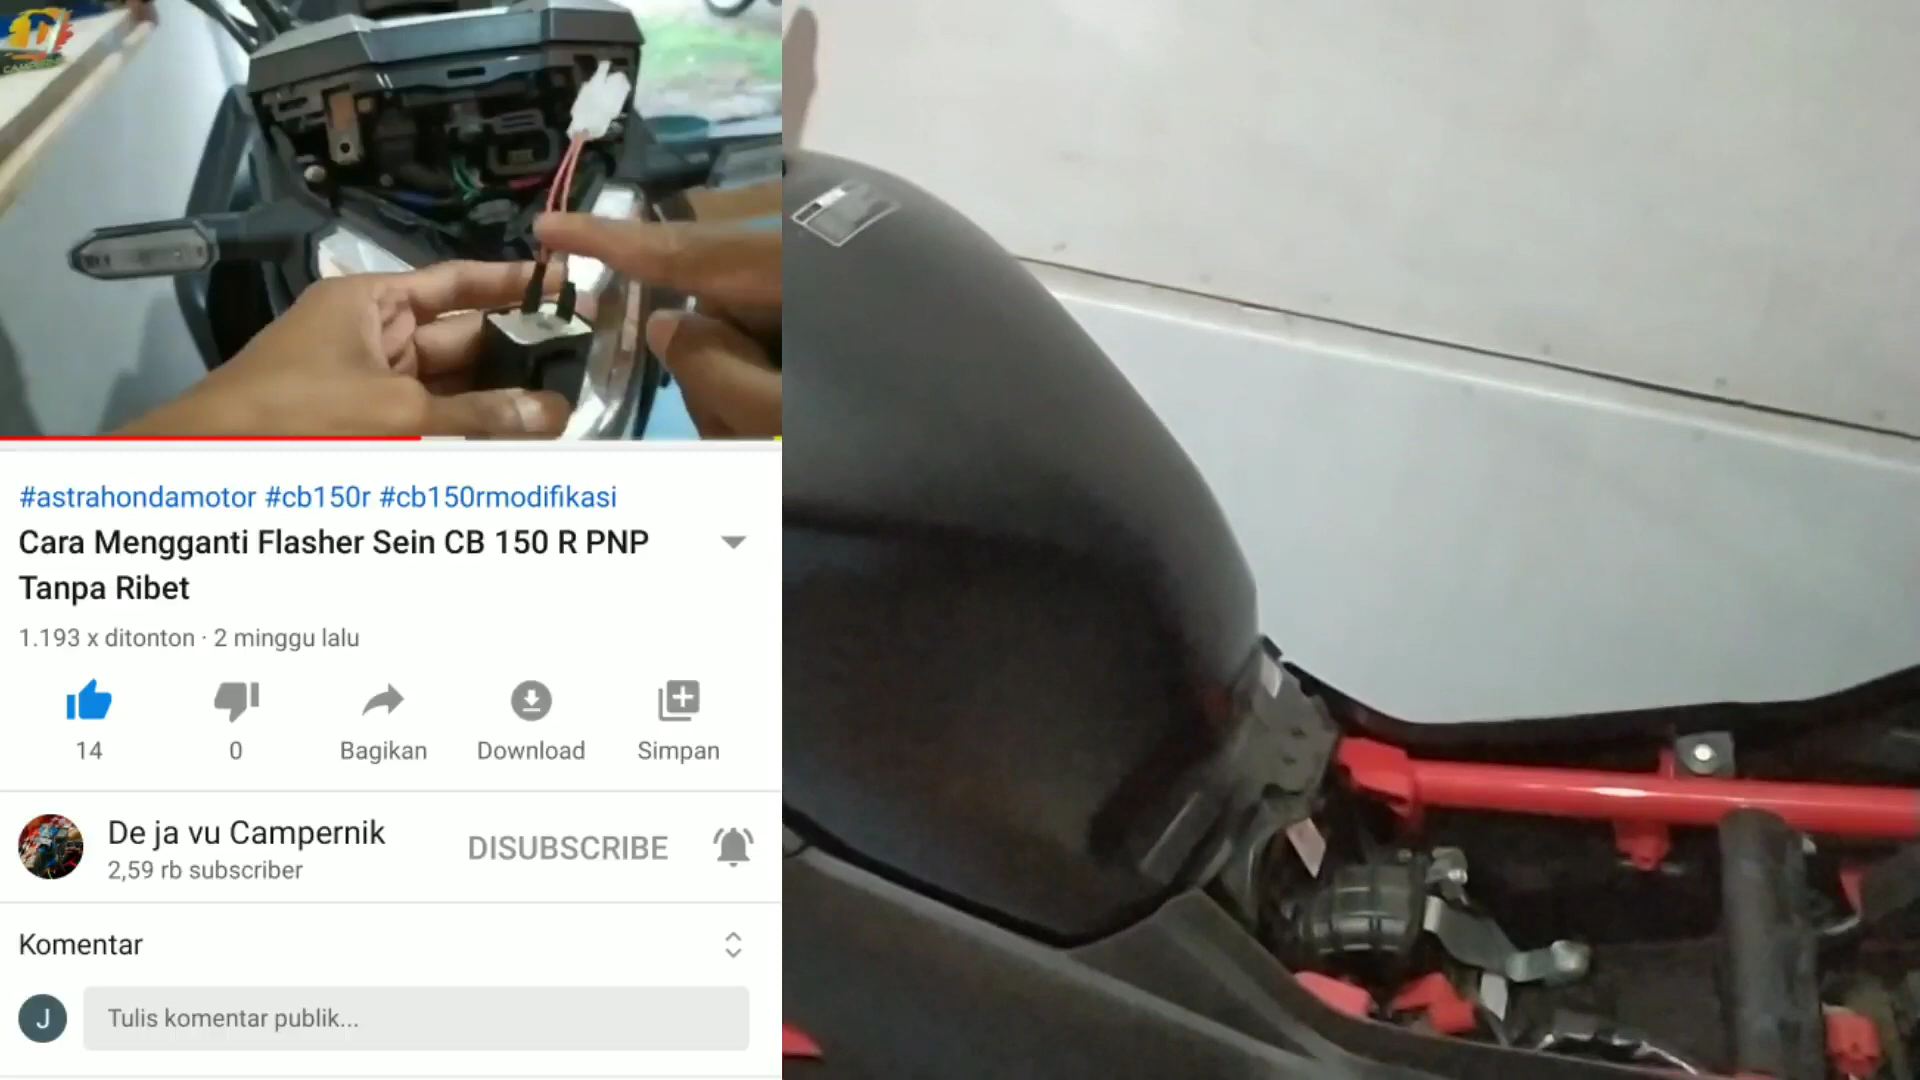 #astrahondamotor #cb150r #cb150rmodifikasi
Cara Mengganti Flasher Sein CB 150 R PNP
Tanpa Ribet
1.193 x ditonton · 2 minggu lalu
14
0
Bagikan
Download
Simpan
De ja vu Campernik
DISUBSCRIBE
2,59 rb subscriber
Komentar
J
Tulis komentar publik...